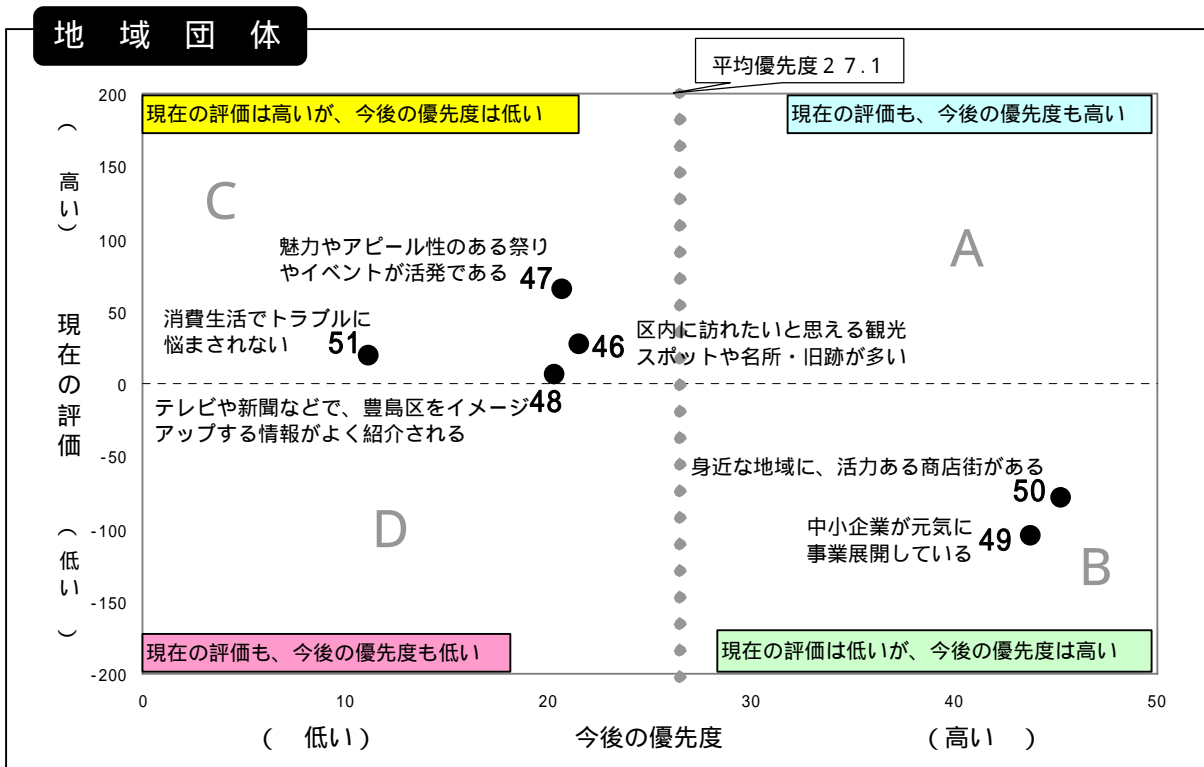 地域団体
平均優先度27.1
200
150
100
50
0
-50
-100
-150
-200
(高い)
現在の評価
(低い)
現在の評価は高いが、今後の優先度は低い
現在の評価も、今後の優先度も高い
C
A
魅力やアピール性のある祭り
やイベントが活発である
47
消費生活でトラブルに
悩まされない
51
46
区内に訪れたいと思える観光
スポットや名所・旧跡が多い
テレビや新聞などで、豊島区をイメージ
アップする情報がよく紹介される
48
身近な地域に、活力ある商店街がある
50
中小企業が元気に
事業展開している
49
D
B
現在の評価も、今後の優先度も低い
現在の評価は低いが、今後の優先度は高い
0 10 20 30 40 50
(低い) 今後の優先度 (高い)